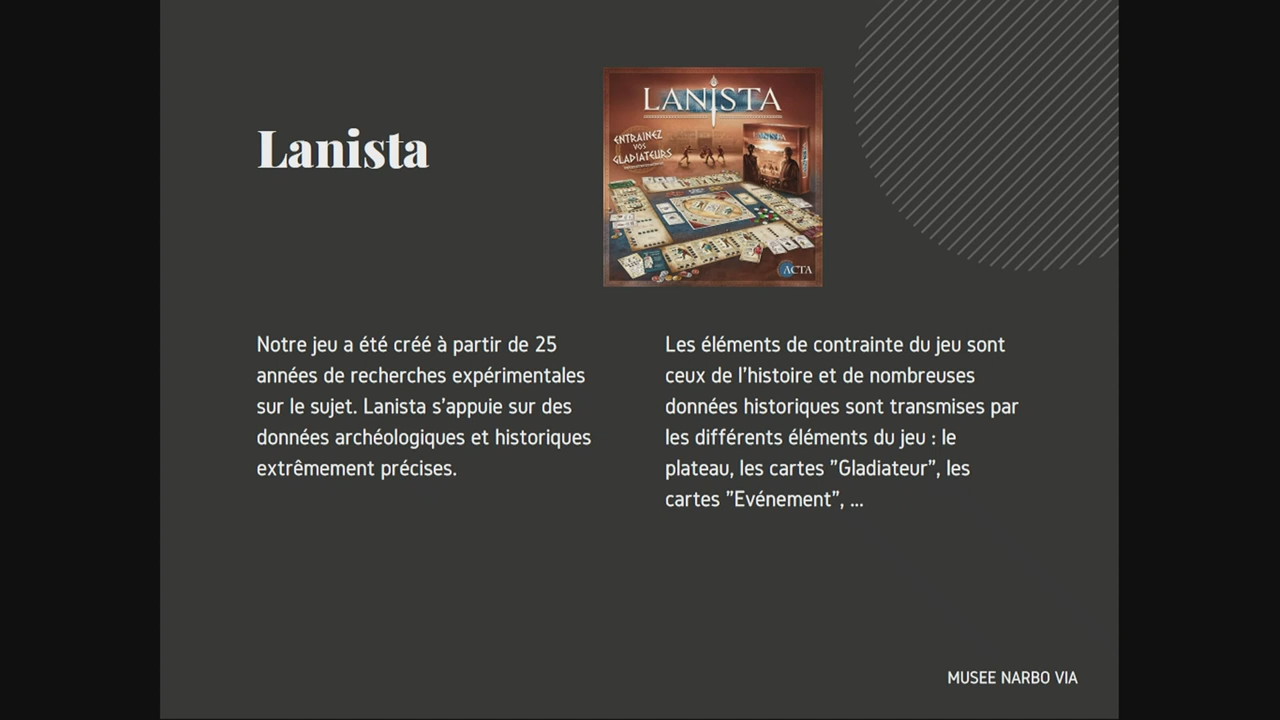 Lanista
LANISTA
ENTRAINEZ
VOS
GLADIATEURS
ACTA
Notre jeu a été créé à partir de 25
années de recherches expérimentales
sur le sujet. Lanista s’appuie sur des
données archéologiques et historiques
extrêmement précises.
Les éléments de contrainte du jeu sont
ceux de l’histoire et de nombreuses
données historiques sont transmises par
les différents éléments du jeu : le
plateau, les cartes ”Gladiateur”, les
cartes ”Evénement”, ...
MUSEE NARBO VIA